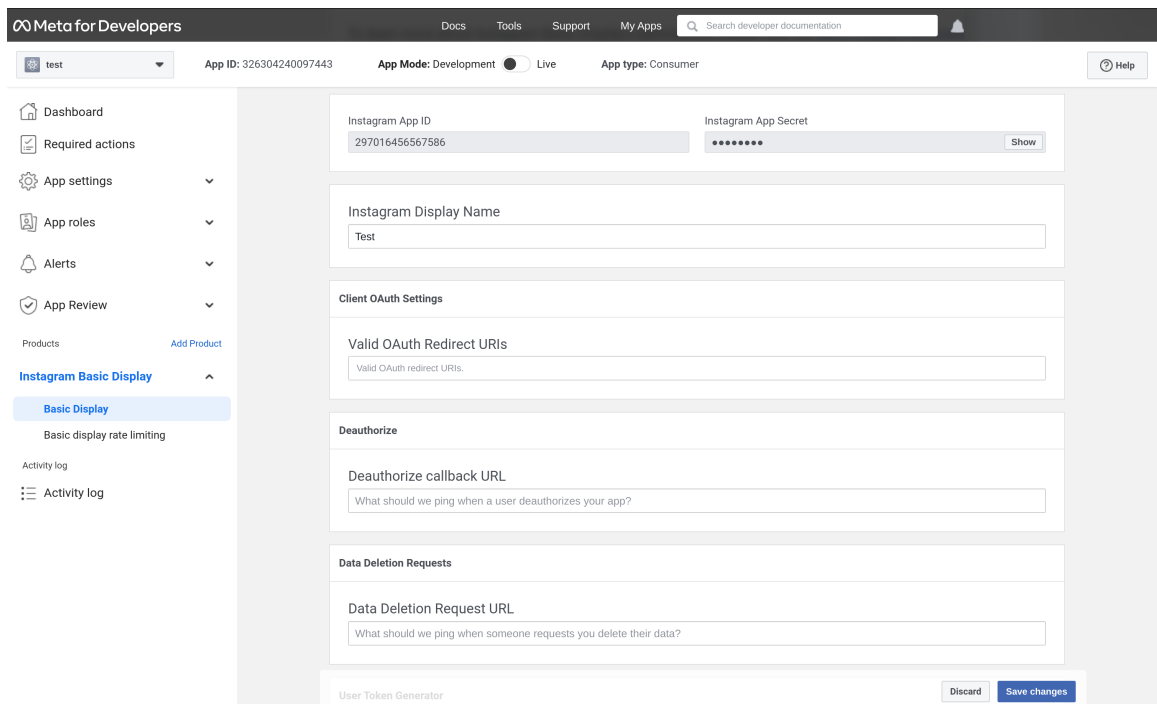 Meta for Developers
Docs Tools Support My Apps Search developer documentation
test App ID: 326304240097443 App Mode: Development Live App type: Consumer Help
Dashboard
Required actions
App settings
App roles
Alerts
App Review
Products Add Product
Instagram Basic Display
Basic Display
Basic display rate limiting
Activity log
Activity log
Instagram App ID Instagram App Secret
297016456567586 ●●●●●●●● Show
Instagram Display Name
Test
Client OAuth Settings
Valid OAuth Redirect URIs
Valid OAuth redirect URIs.
Deauthorize
Deauthorize callback URL
What should we ping when a user deauthorizes your app?
Data Deletion Requests
Data Deletion Request URL
What should we ping when someone requests you delete their data?
User Token Generator
Discard Save changes